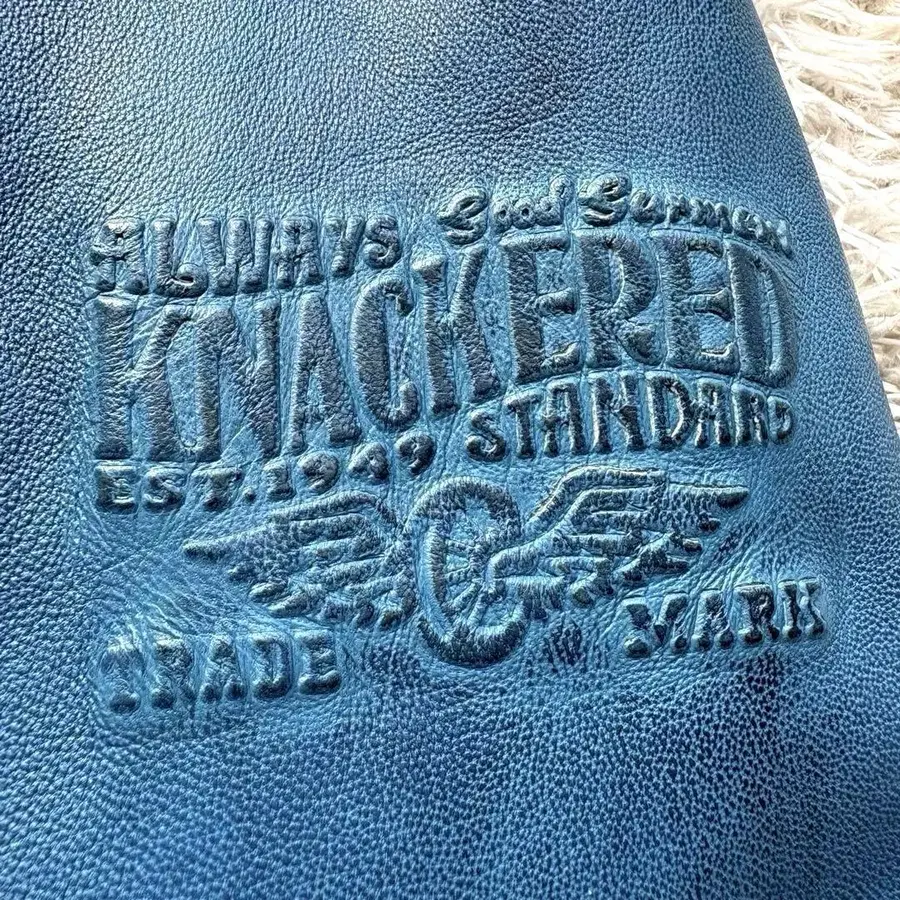 ALWAYS Good Garment
KNACKERED
EST. 1949 STANDARD
TRADE MARK